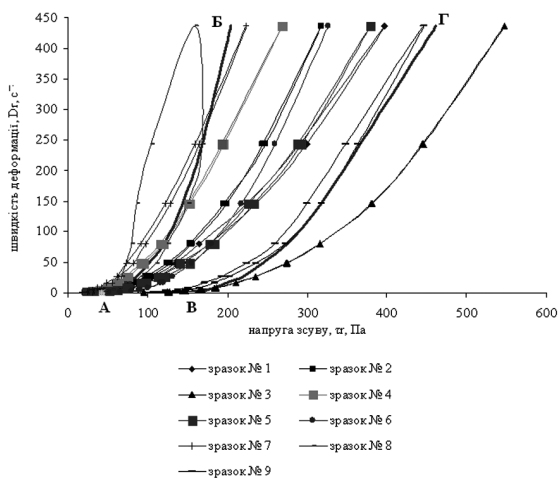 450
400
350
300
250
200
150
100
50
0
швидкість деформації, Dr, с⁻
Б
Г
А
В
0 100 200 300 400 500 600
напруга зсуву, τr, Па
зразок № 1 зразок № 2
зразок № 3 зразок № 4
зразок № 5 зразок № 6
зразок № 7 зразок № 8
зразок № 9